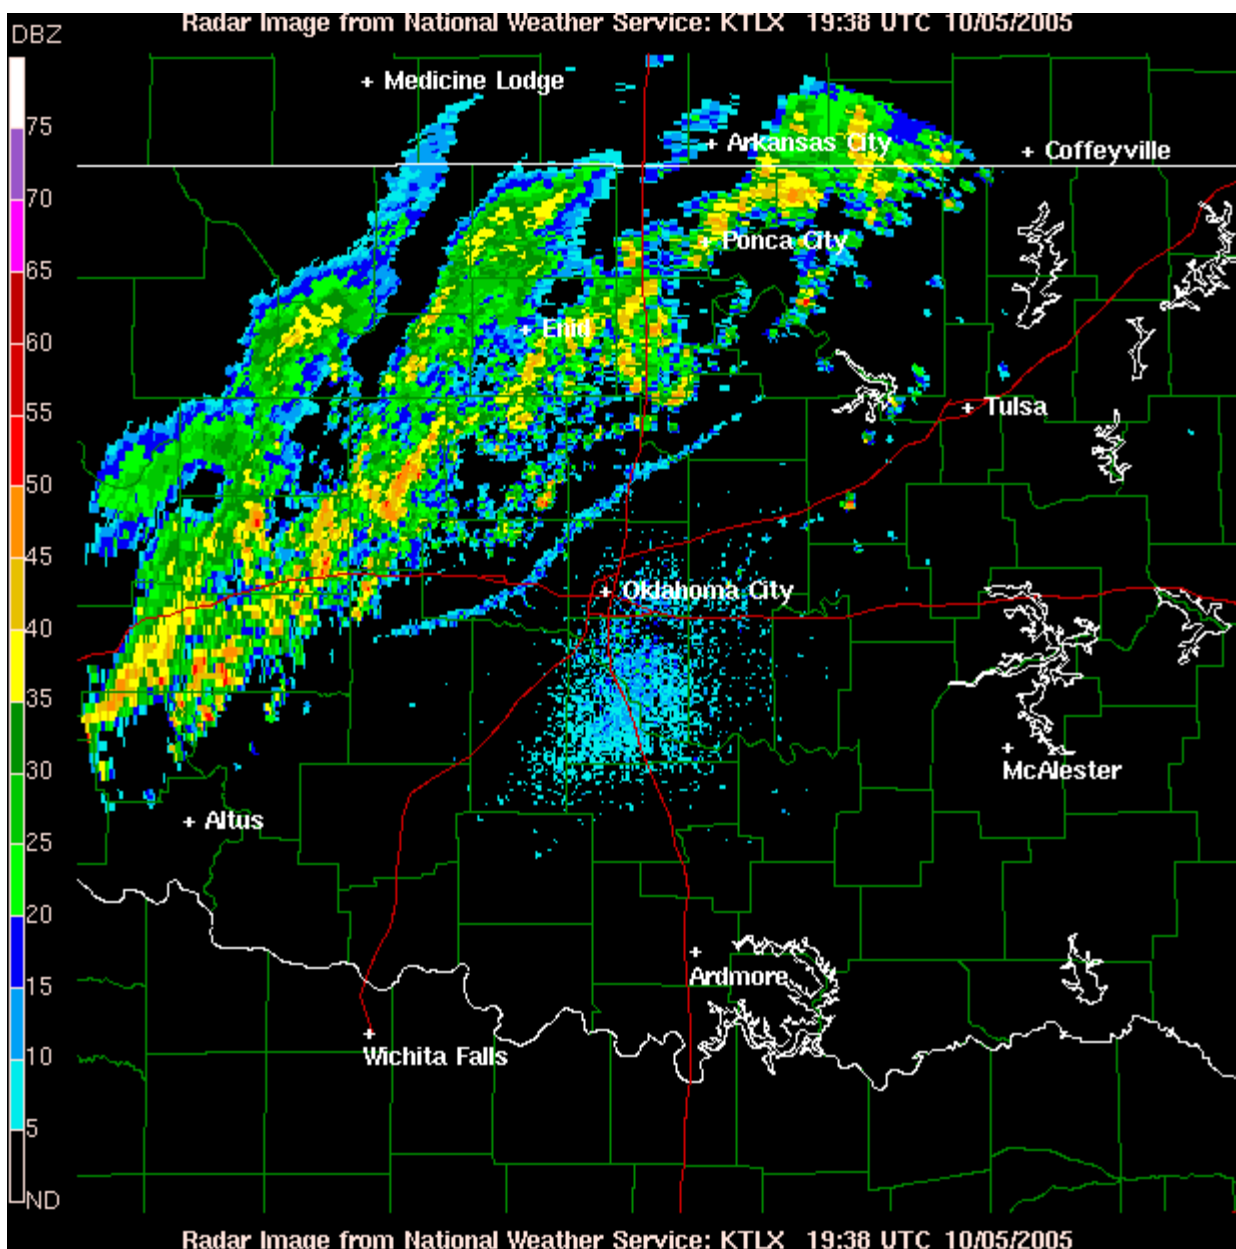 Radar Image from National Weather Service: KTLX 19:38 UTC 10/05/2005
DBZ
Medicine Lodge
75
Arkansas City
Coffeyville
70
Ponca City
65
Enid
60
55
Tulsa
50
45
Oklahoma City
40
35
30
McAlester
Altus
25
20
Ardmore
15
10
Wichita Falls
5
ND
Radar Image from National Weather Service: KTLX 19:38 UTC 10/05/2005